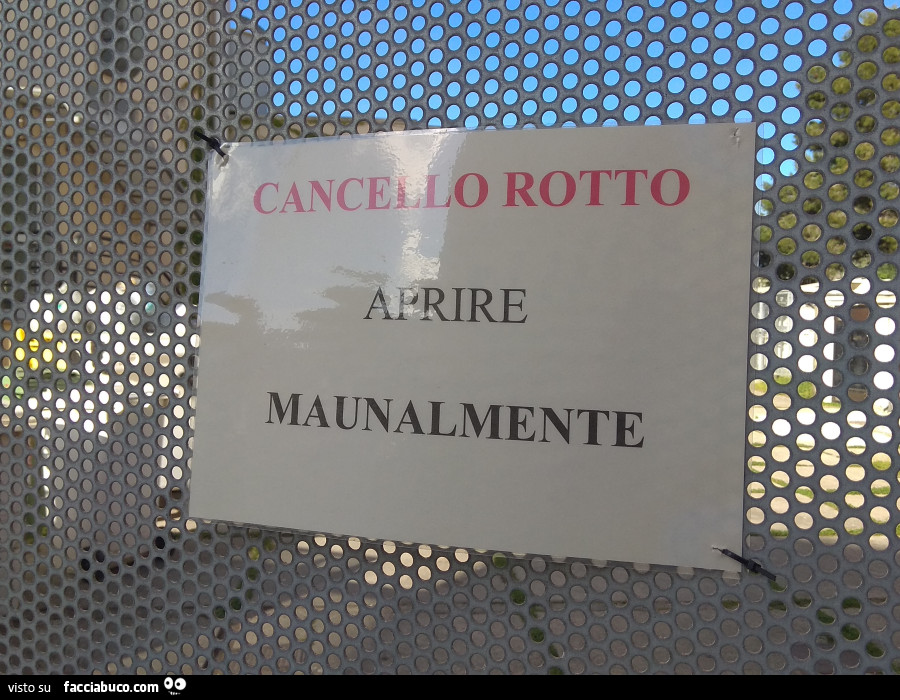 CANCELLO ROTTO
APRIRE
MAUNALMENTE
visto su facciabuco.com